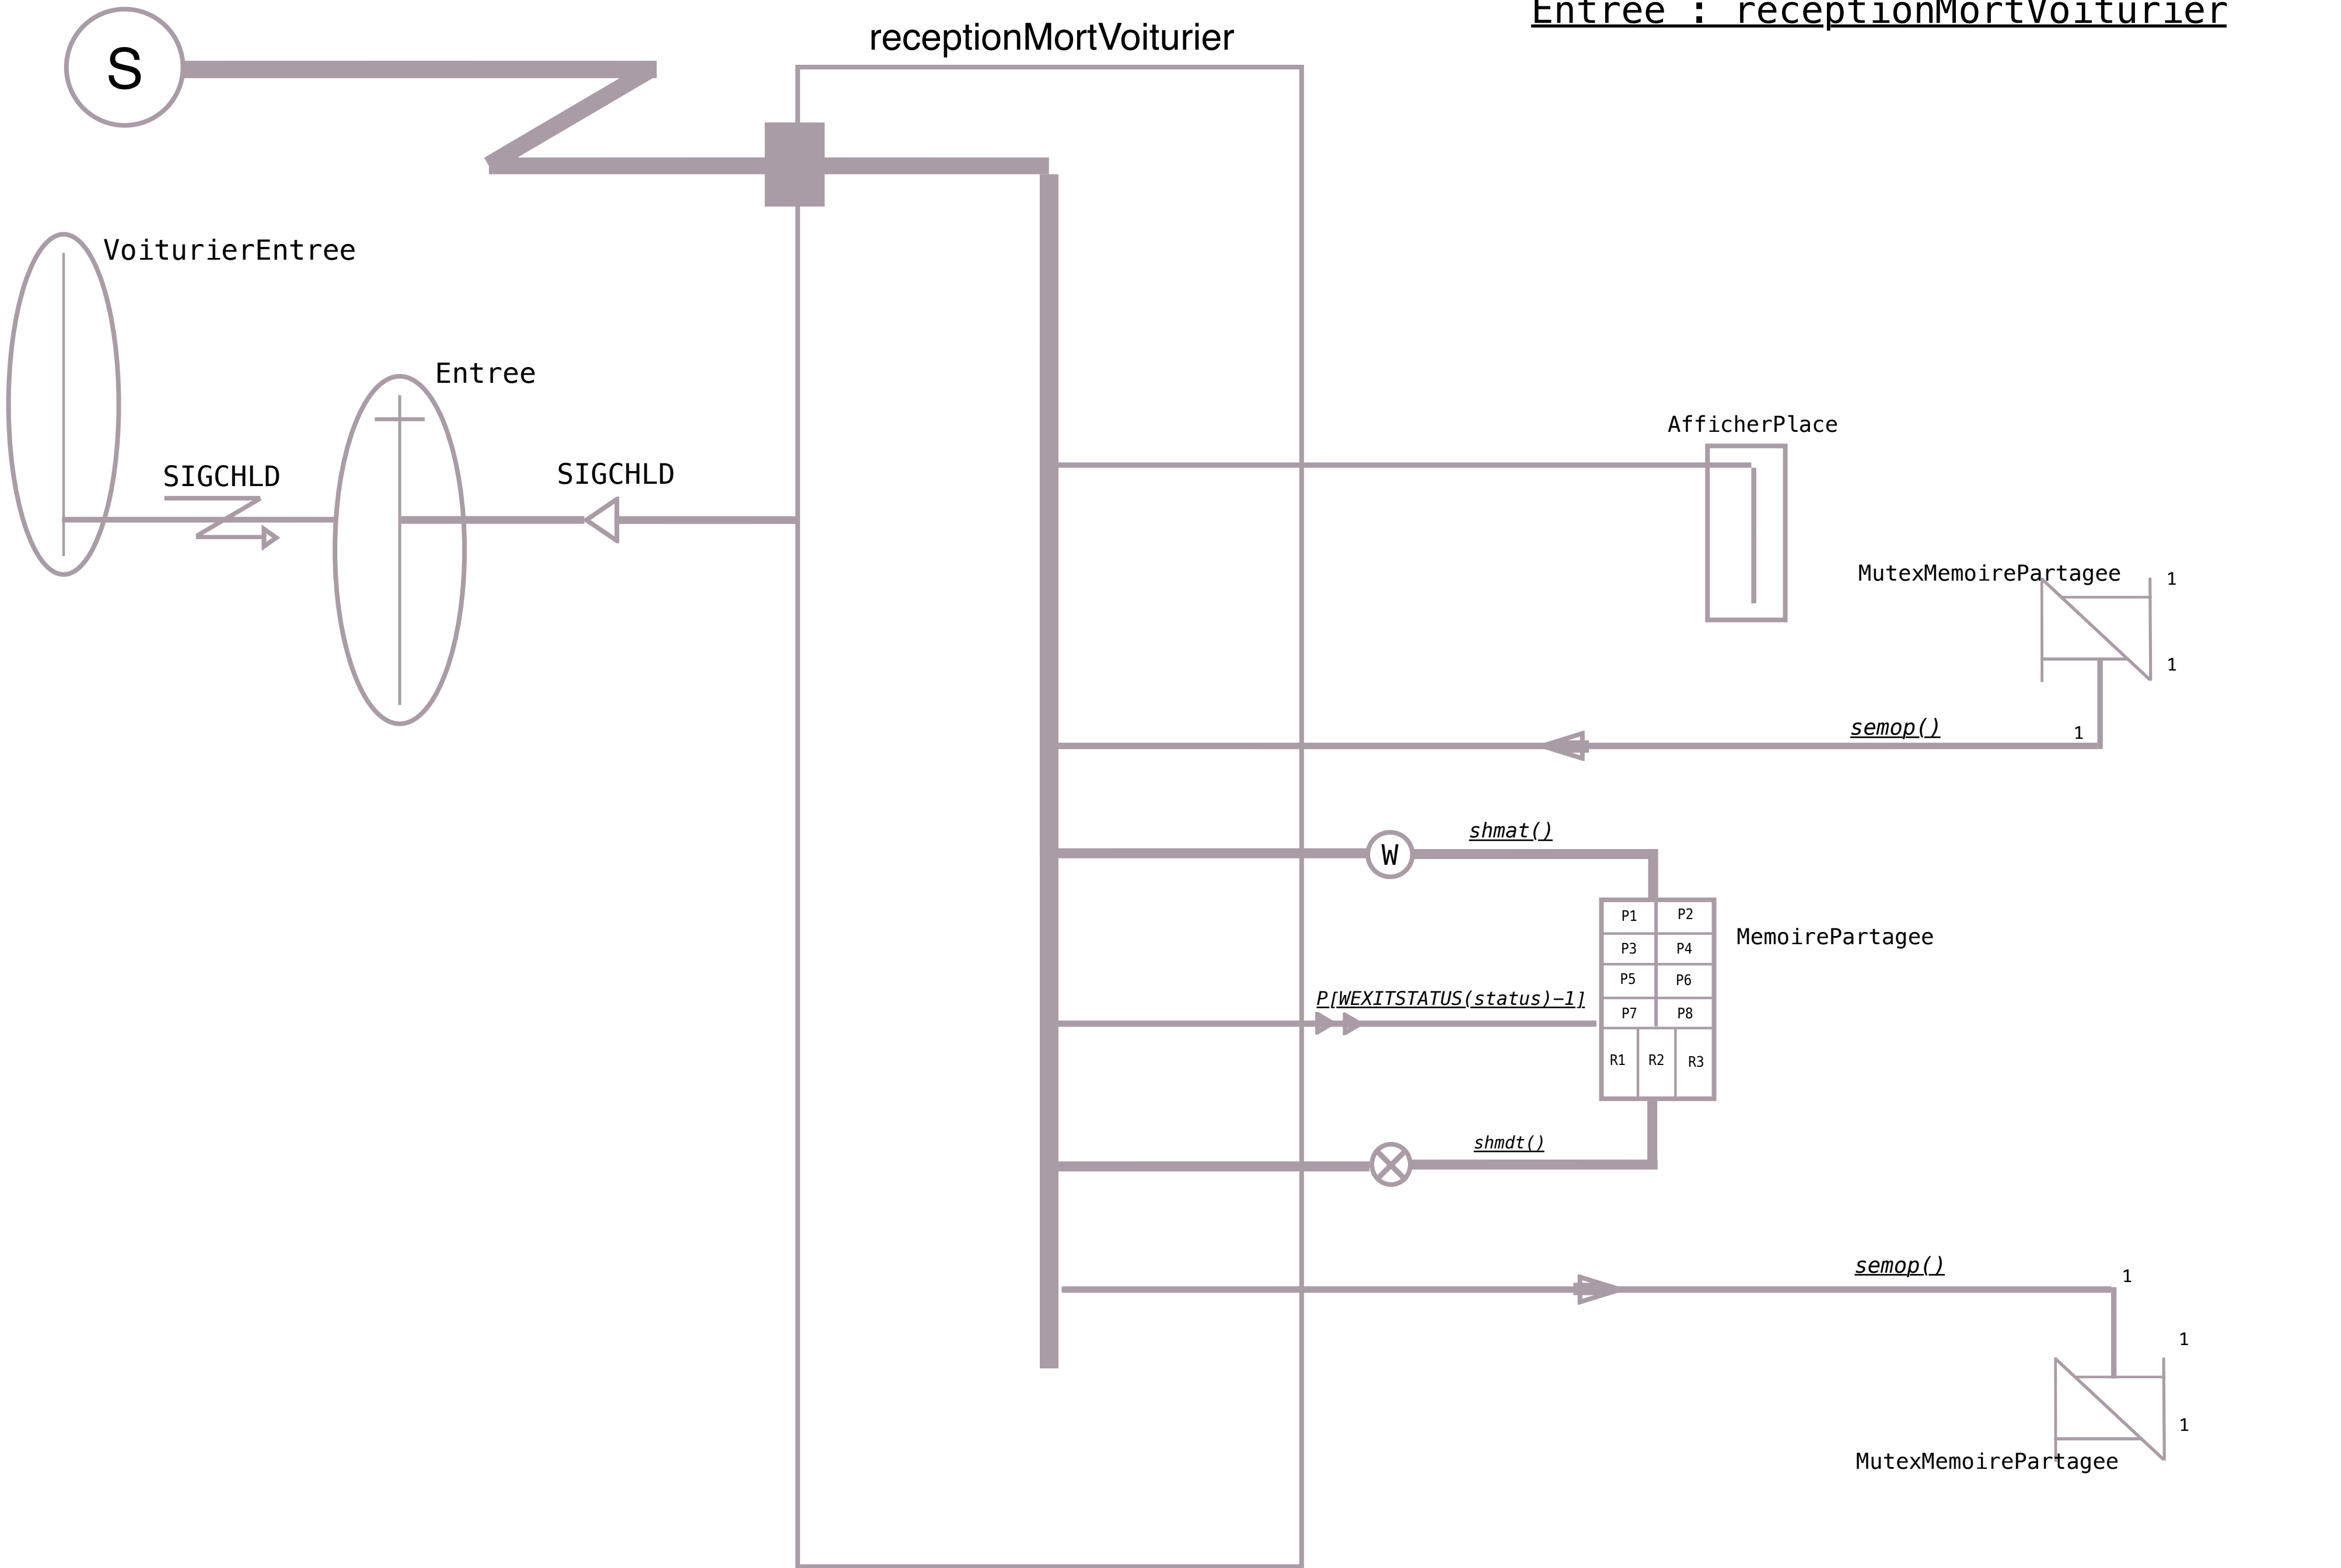 Entree : receptionMortVoiturier
receptionMortVoiturier
S
VoiturierEntree
Entree
SIGCHLD
SIGCHLD
AfficherPlace
MutexMemoirePartagee
1
1
semop()
1
shmat()
W
P1 P2
MemoirePartagee
P3 P4
P5 P6
P[WEXITSTATUS(status)–1]
P7 P8
R1 R2 R3
shmdt()
semop()
1
1
1
MutexMemoirePartagee